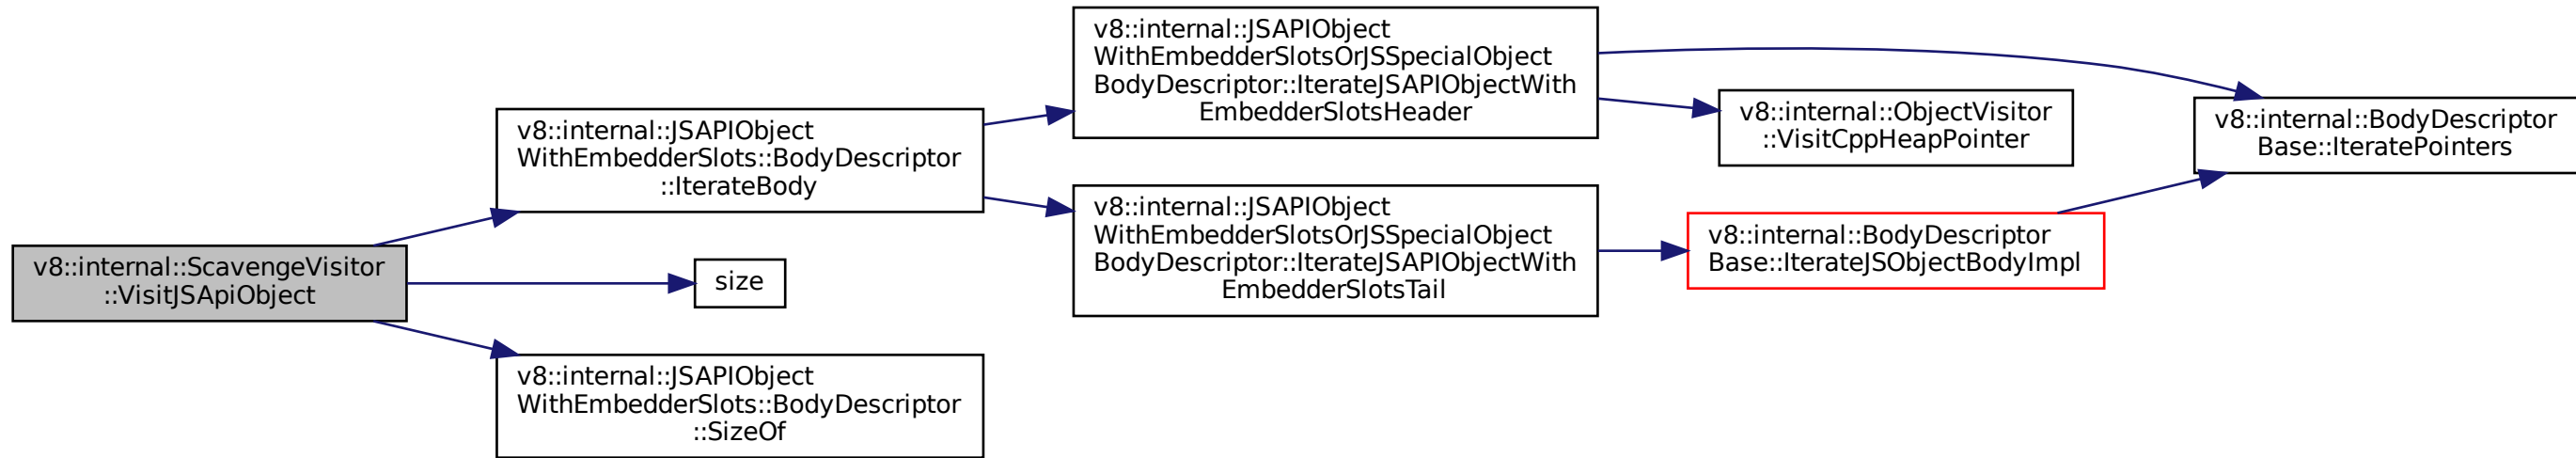 v8::internal::ScavengeVisitor
::VisitJSApiObject
v8::internal::JSAPIObject
WithEmbedderSlots::BodyDescriptor
::IterateBody
size
v8::internal::JSAPIObject
WithEmbedderSlots::BodyDescriptor
::SizeOf
v8::internal::JSAPIObject
WithEmbedderSlotsOrJSSpecialObject
BodyDescriptor::IterateJSAPIObjectWith
EmbedderSlotsHeader
v8::internal::JSAPIObject
WithEmbedderSlotsOrJSSpecialObject
BodyDescriptor::IterateJSAPIObjectWith
EmbedderSlotsTail
v8::internal::ObjectVisitor
::VisitCppHeapPointer
v8::internal::BodyDescriptor
Base::IterateJSObjectBodyImpl
v8::internal::BodyDescriptor
Base::IteratePointers